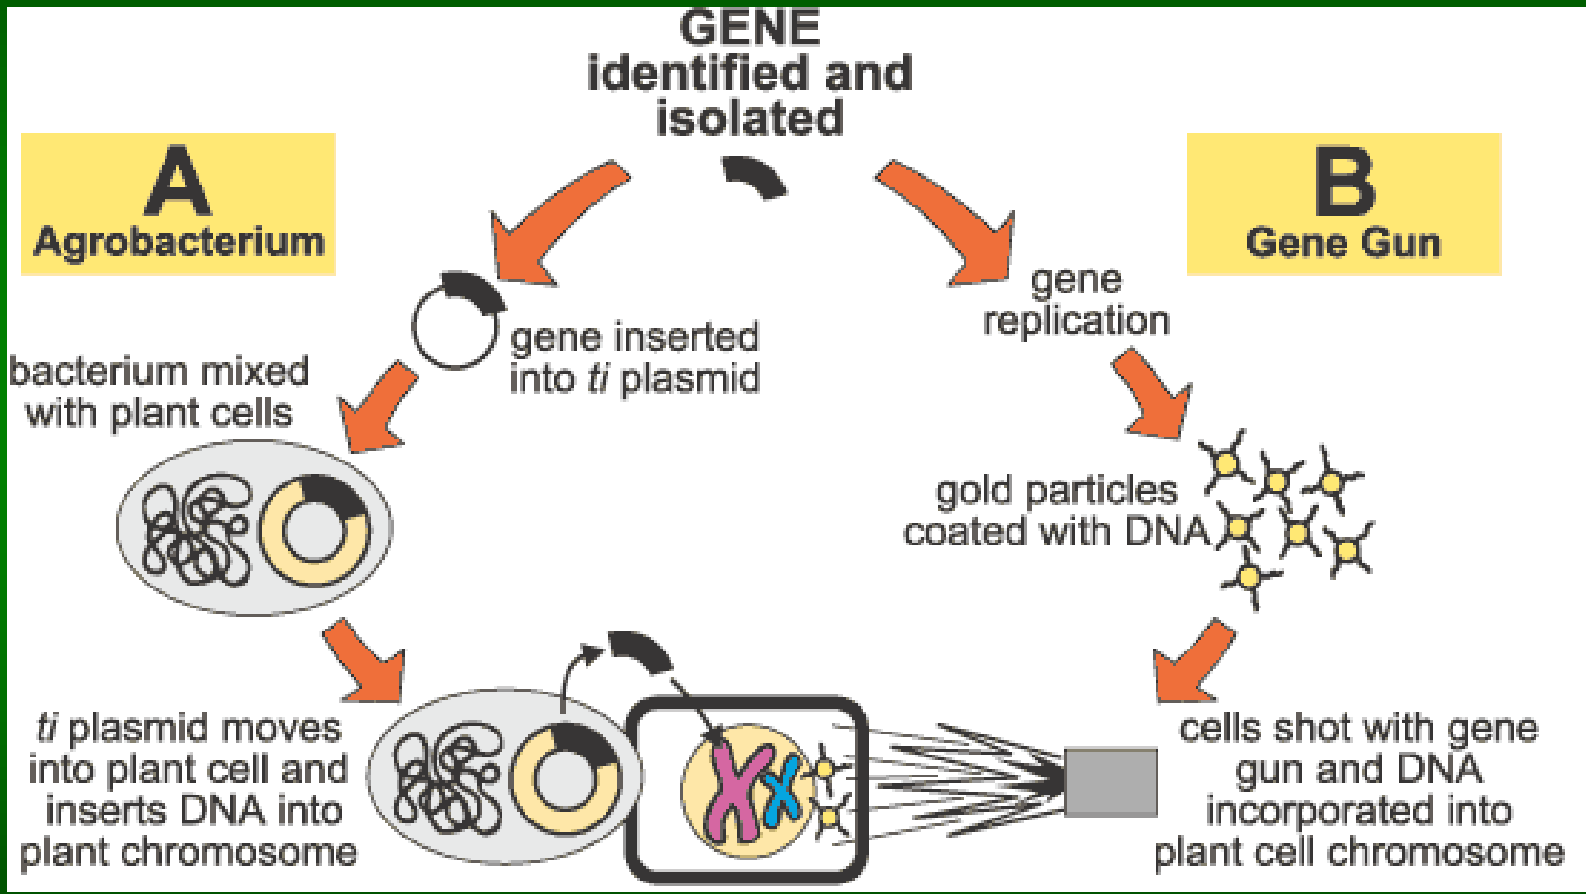 GENE
identified and
isolated
A
Agrobacterium
B
Gene Gun
gene inserted
into ti plasmid
bacterium mixed
with plant cells
ti plasmid moves
into plant cell and
inserts DNA into
plant chromosome
gene
replication
gold particles
coated with DNA
cells shot with gene
gun and DNA
incorporated into
plant cell chromosome